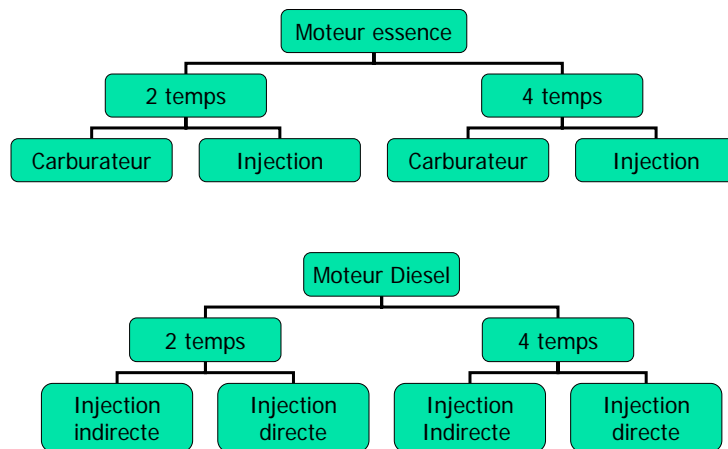 Moteur essence
2 temps
4 temps
Carburateur
Injection
Carburateur
Injection
Moteur Diesel
2 temps
4 temps
Injection
indirecte
Injection
directe
Injection
Indirecte
Injection
directe